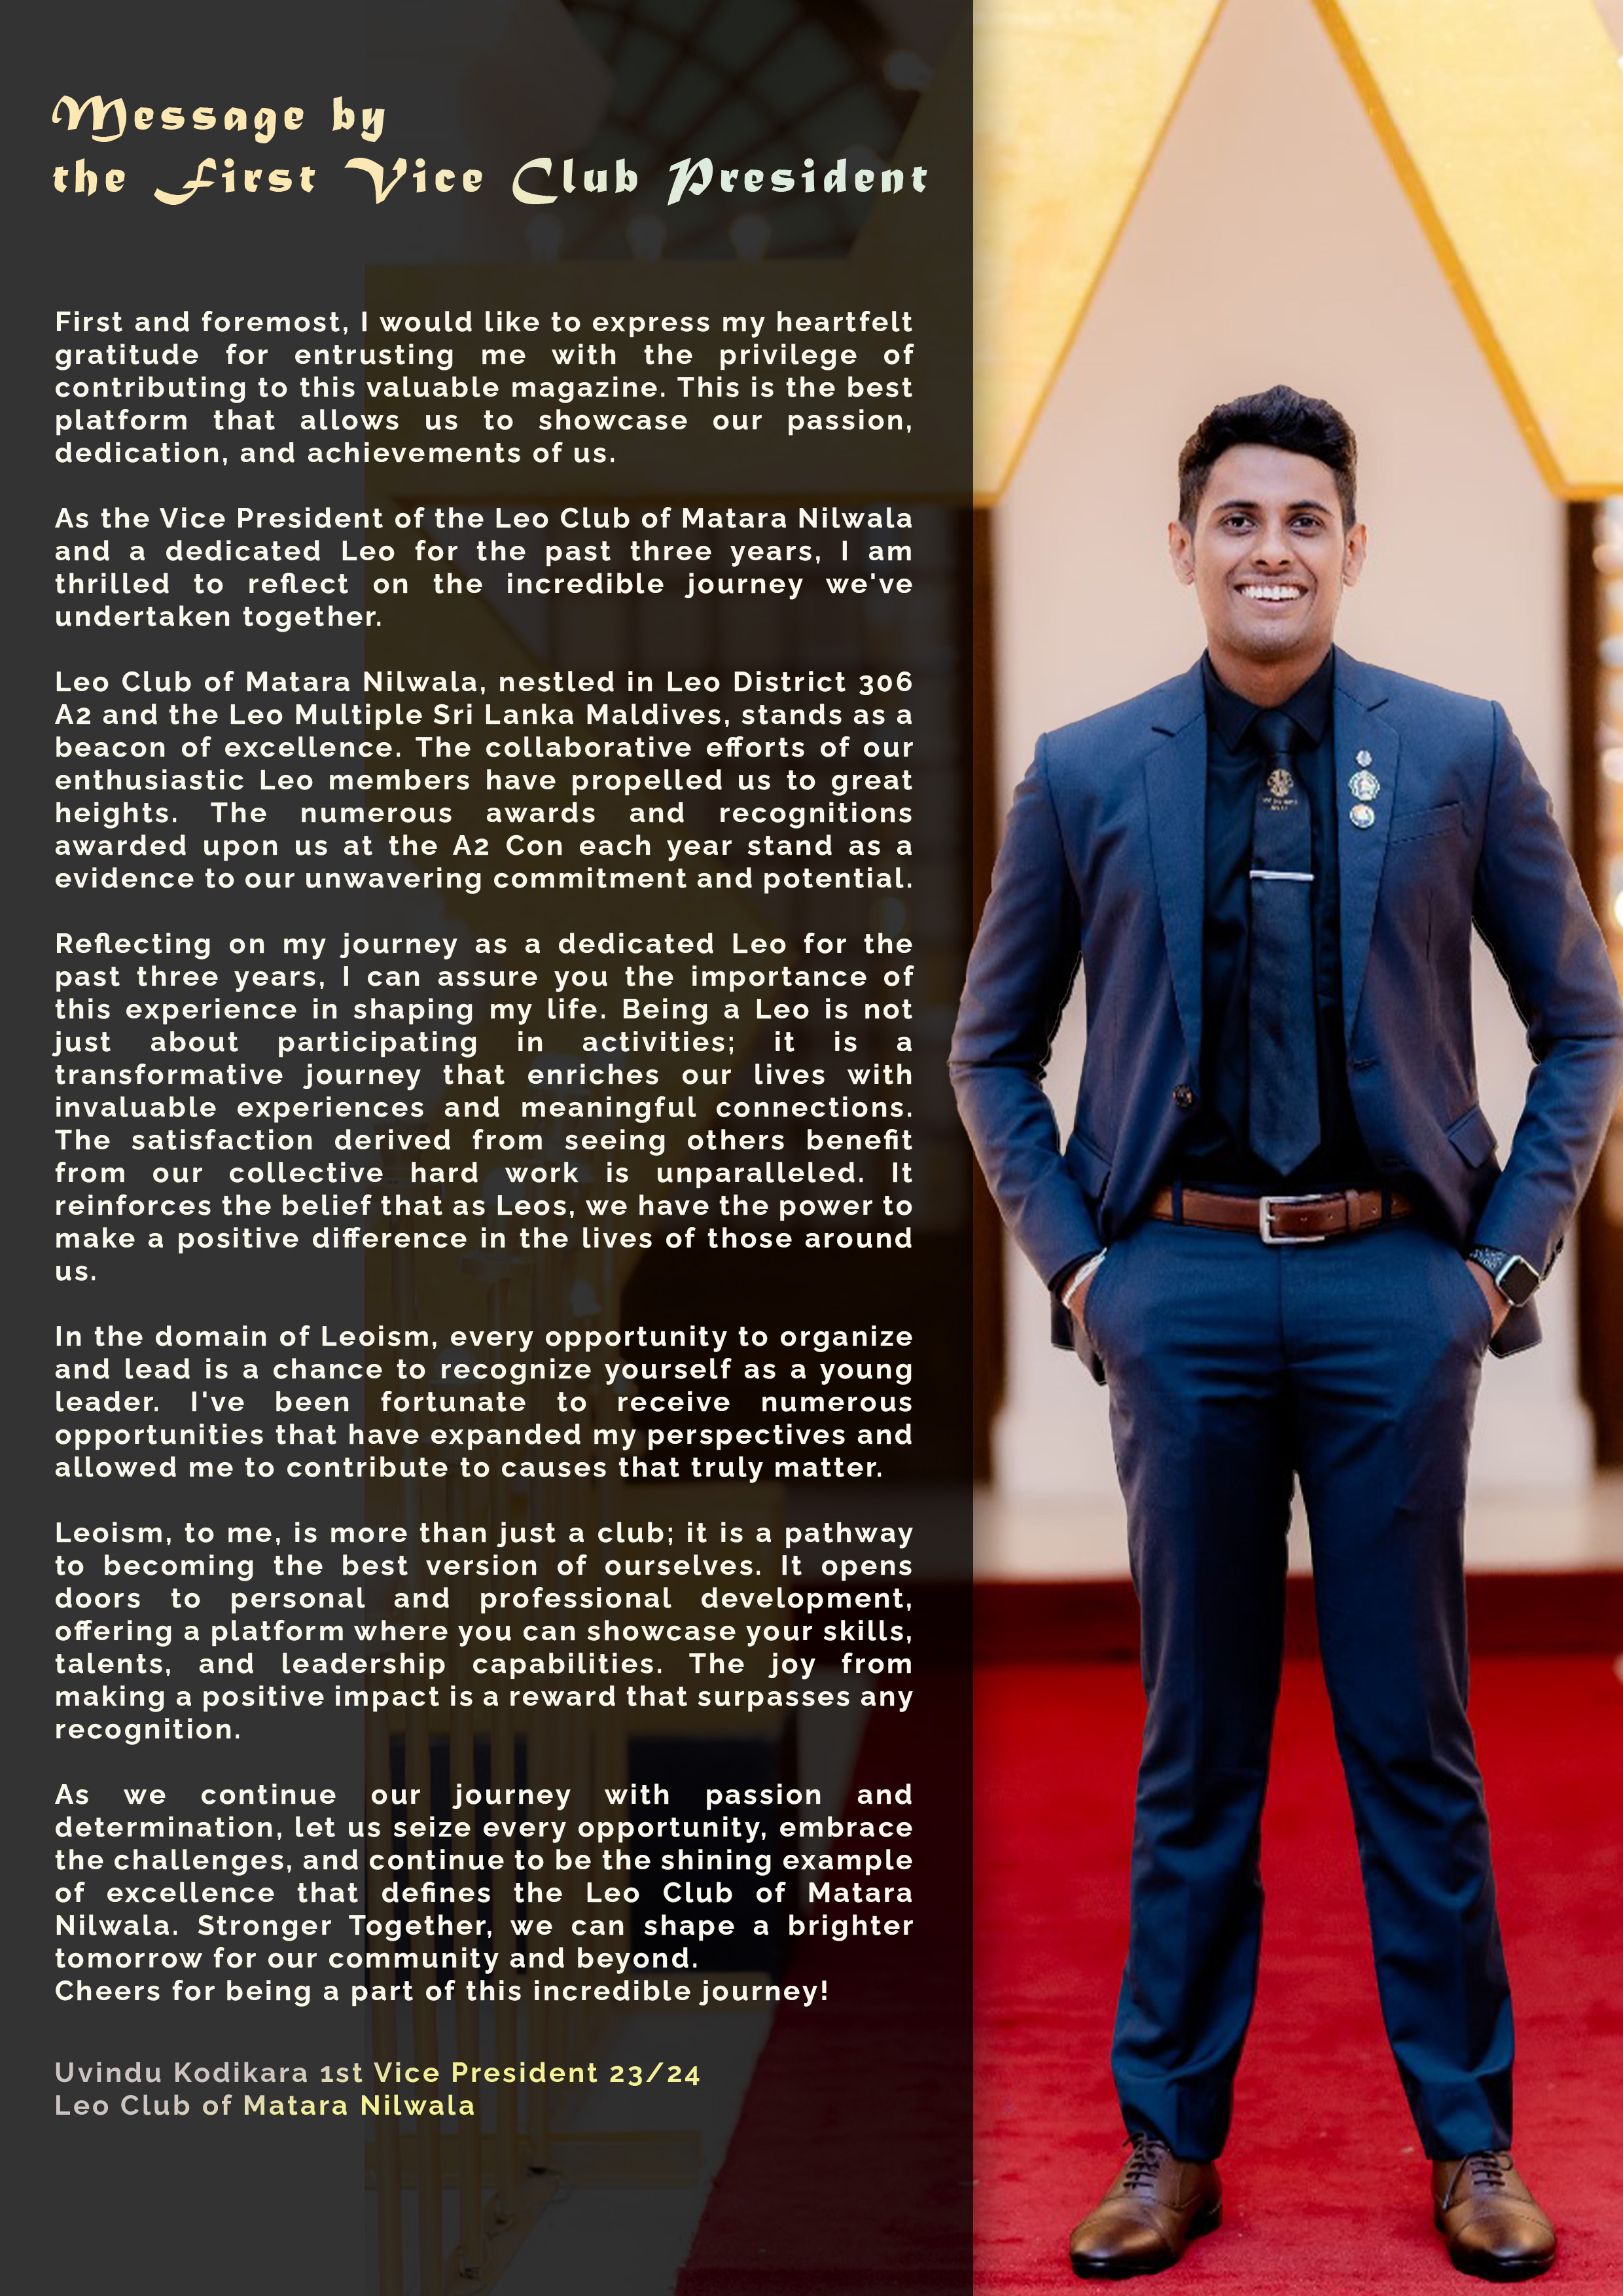 Message by
the First Vice Club President
First and foremost, I would like to express my heartfelt
gratitude for entrusting me with the privilege of
contributing to this valuable magazine. This is the best
platform that allows us to showcase our passion,
dedication, and achievements of us.
As the Vice President of the Leo Club of Matara Nilwala
and a dedicated Leo for the past three years, I am
thrilled to reflect on the incredible journey we've
undertaken together.
Leo Club of Matara Nilwala, nestled in Leo District 306
A2 and the Leo Multiple Sri Lanka Maldives, stands as a
beacon of excellence. The collaborative efforts of our
enthusiastic Leo members have propelled us to great
heights. The numerous awards and recognitions
awarded upon us at the A2 Con each year stand as a
evidence to our unwavering commitment and potential.
Reflecting on my journey as a dedicated Leo for the
past three years, I can assure you the importance of
this experience in shaping my life. Being a Leo is not
just about participating in activities; it is a
transformative journey that enriches our lives with
invaluable experiences and meaningful connections.
The satisfaction derived from seeing others benefit
from our collective hard work is unparalleled. It
reinforces the belief that as Leos, we have the power to
make a positive difference in the lives of those around
us.
In the domain of Leoism, every opportunity to organize
and lead is a chance to recognize yourself as a young
leader. I've been fortunate to receive numerous
opportunities that have expanded my perspectives and
allowed me to contribute to causes that truly matter.
Leoism, to me, is more than just a club; it is a pathway
to becoming the best version of ourselves. It opens
doors to personal and professional development,
offering a platform where you can showcase your skills,
talents, and leadership capabilities. The joy from
making a positive impact is a reward that surpasses any
recognition.
As we continue our journey with passion and
determination, let us seize every opportunity, embrace
the challenges, and continue to be the shining example
of excellence that defines the Leo Club of Matara
Nilwala. Stronger Together, we can shape a brighter
tomorrow for our community and beyond.
Cheers for being a part of this incredible journey!
Uvindu Kodikara 1st Vice President 23/24
Leo Club of Matara Nilwala